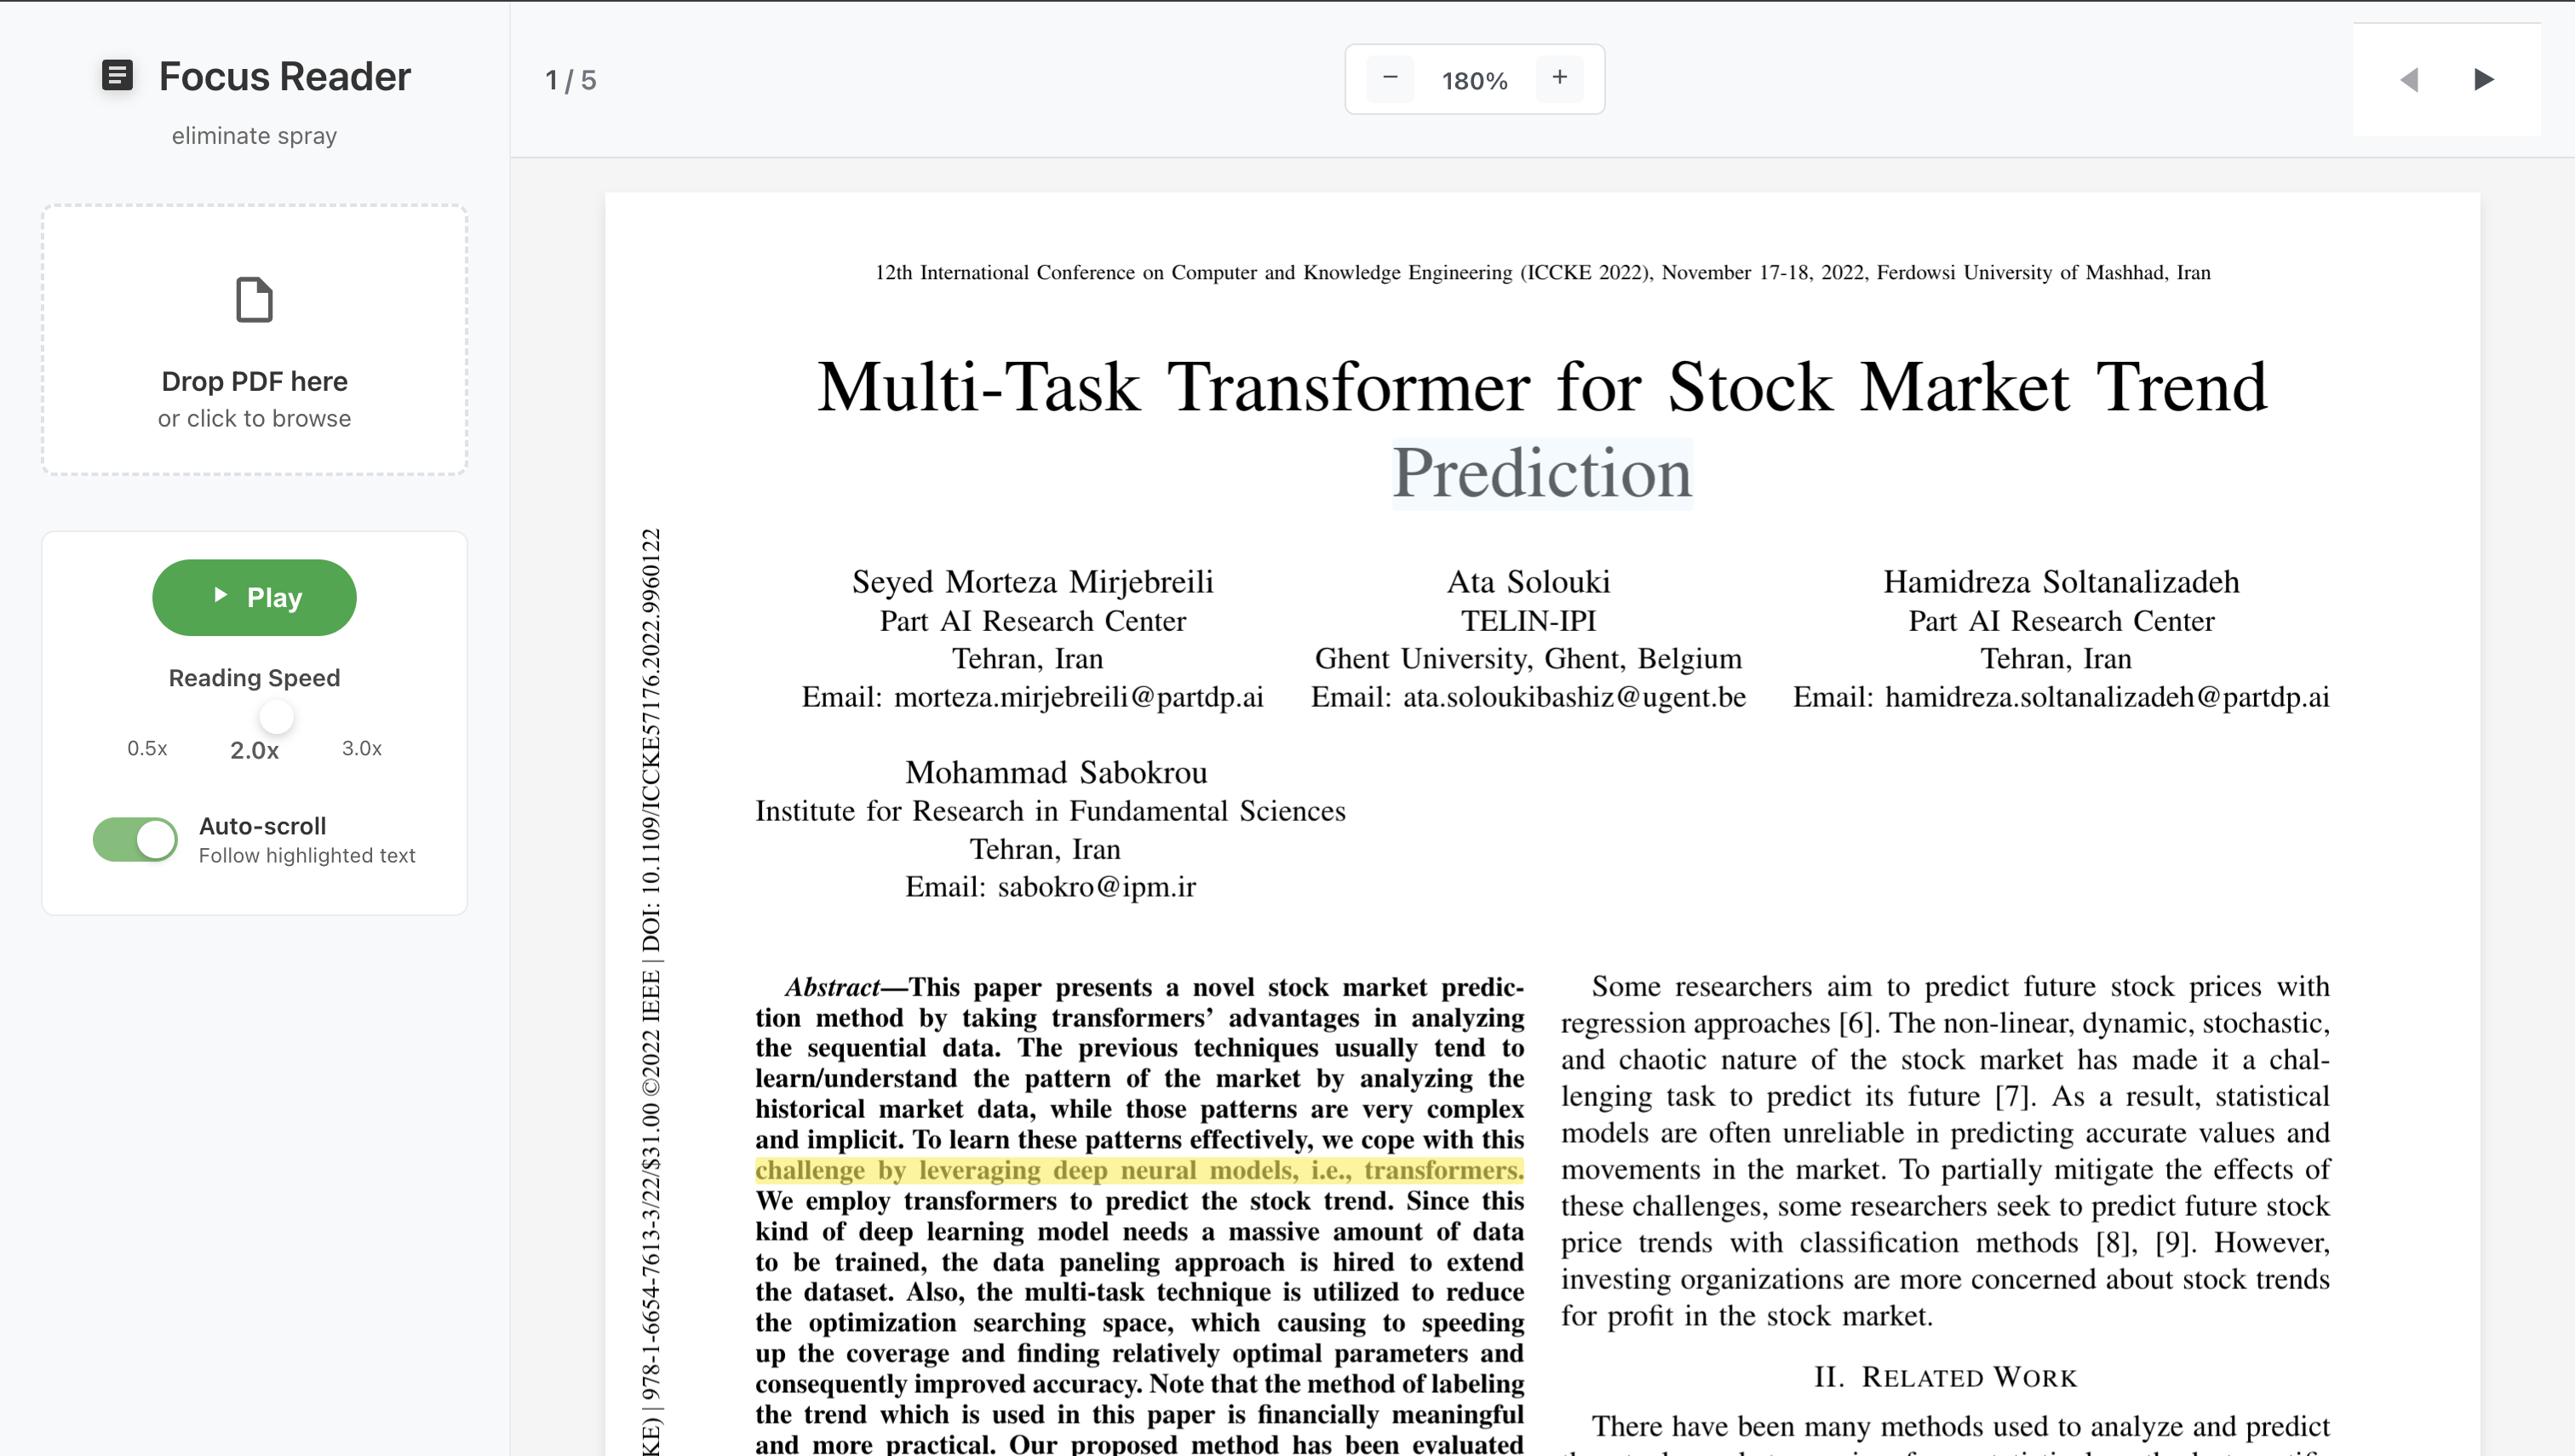 Focus Reader
eliminate spray
Drop PDF here
or click to browse
Play
Reading Speed
0.5x 2.0x 3.0x
Auto-scroll
Follow highlighted text
1 / 5
− 180% +
12th International Conference on Computer and Knowledge Engineering (ICCKE 2022), November 17-18, 2022, Ferdowsi University of Mashhad, Iran
Multi-Task Transformer for Stock Market Trend
Prediction
KE) | 978-1-6654-7613-3/22/$31.00 ©2022 IEEE | DOI: 10.1109/ICCKE57176.2022.9960122
Seyed Morteza Mirjebreili
Part AI Research Center
Tehran, Iran
Email: morteza.mirjebreili@partdp.ai
Ata Solouki
TELIN-IPI
Ghent University, Ghent, Belgium
Email: ata.soloukibashiz@ugent.be
Hamidreza Soltanalizadeh
Part AI Research Center
Tehran, Iran
Email: hamidreza.soltanalizadeh@partdp.ai
Mohammad Sabokrou
Institute for Research in Fundamental Sciences
Tehran, Iran
Email: sabokro@ipm.ir
Abstract—This paper presents a novel stock market predic-
tion method by taking transformers’ advantages in analyzing
the sequential data. The previous techniques usually tend to
learn/understand the pattern of the market by analyzing the
historical market data, while those patterns are very complex
and implicit. To learn these patterns effectively, we cope with this
challenge by leveraging deep neural models, i.e., transformers.
We employ transformers to predict the stock trend. Since this
kind of deep learning model needs a massive amount of data
to be trained, the data paneling approach is hired to extend
the dataset. Also, the multi-task technique is utilized to reduce
the optimization searching space, which causing to speeding
up the coverage and finding relatively optimal parameters and
consequently improved accuracy. Note that the method of labeling
the trend which is used in this paper is financially meaningful
and more practical. Our proposed method has been evaluated
Some researchers aim to predict future stock prices with
regression approaches [6]. The non-linear, dynamic, stochastic,
and chaotic nature of the stock market has made it a chal-
lenging task to predict its future [7]. As a result, statistical
models are often unreliable in predicting accurate values and
movements in the market. To partially mitigate the effects of
these challenges, some researchers seek to predict future stock
price trends with classification methods [8], [9]. However,
investing organizations are more concerned about stock trends
for profit in the stock market.
II. RELATED WORK
There have been many methods used to analyze and predict